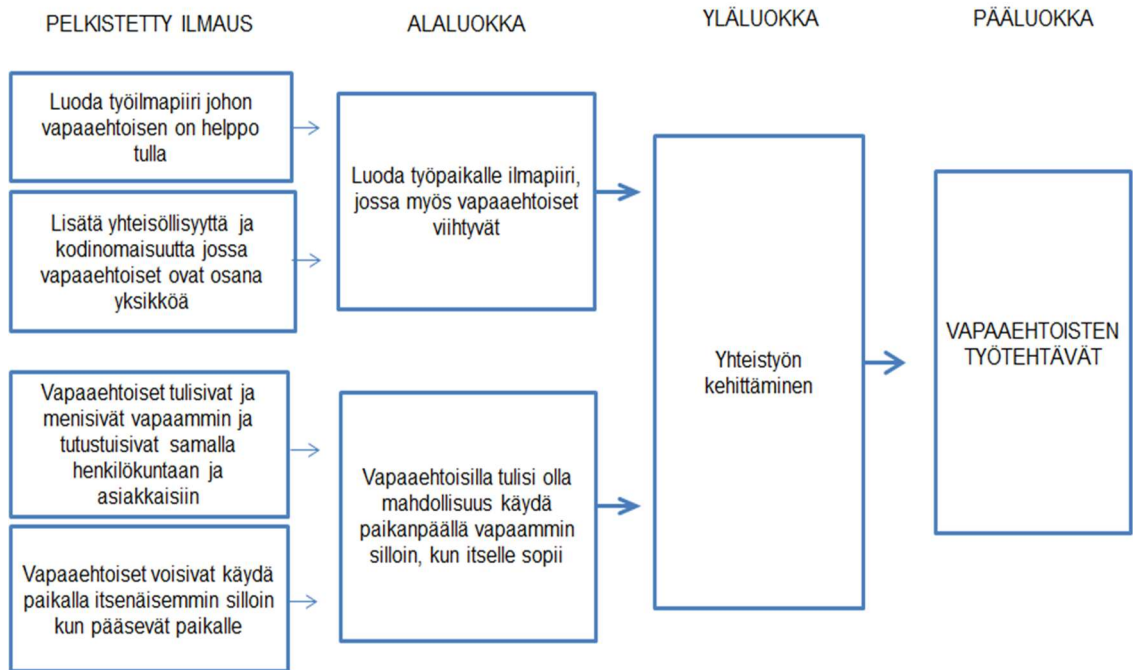 PELKISTETTY ILMAUS
ALALUOKKA
YLÄLUOKKA
PÄÄLUOKKA
Luoda työilmapiiri johon
vapaaehtoisen on helppo
tulla
Lisätä yhteisöllisyyttä ja
kodinomaisuutta jossa
vapaaehtoiset ovat osana
yksikköä
Vapaaehtoiset tulisivat ja
menisivät vapaammin ja
tutustuisivat samalla
henkilökuntaan ja
asiakkaisiin
Vapaaehtoiset voisivat käydä
paikalla itsenäisemmin silloin
kun pääsevät paikalle
Luoda työpaikalle ilmapiiri,
jossa myös vapaaehtoiset
viihtyvät
Vapaaehtoisilla tulisi olla
mahdollisuus käydä
paikanpäällä vapaammin
silloin, kun itselle sopii
Yhteistyön
kehittäminen
VAPAAEHTOISTEN
TYÖTEHTÄVÄT